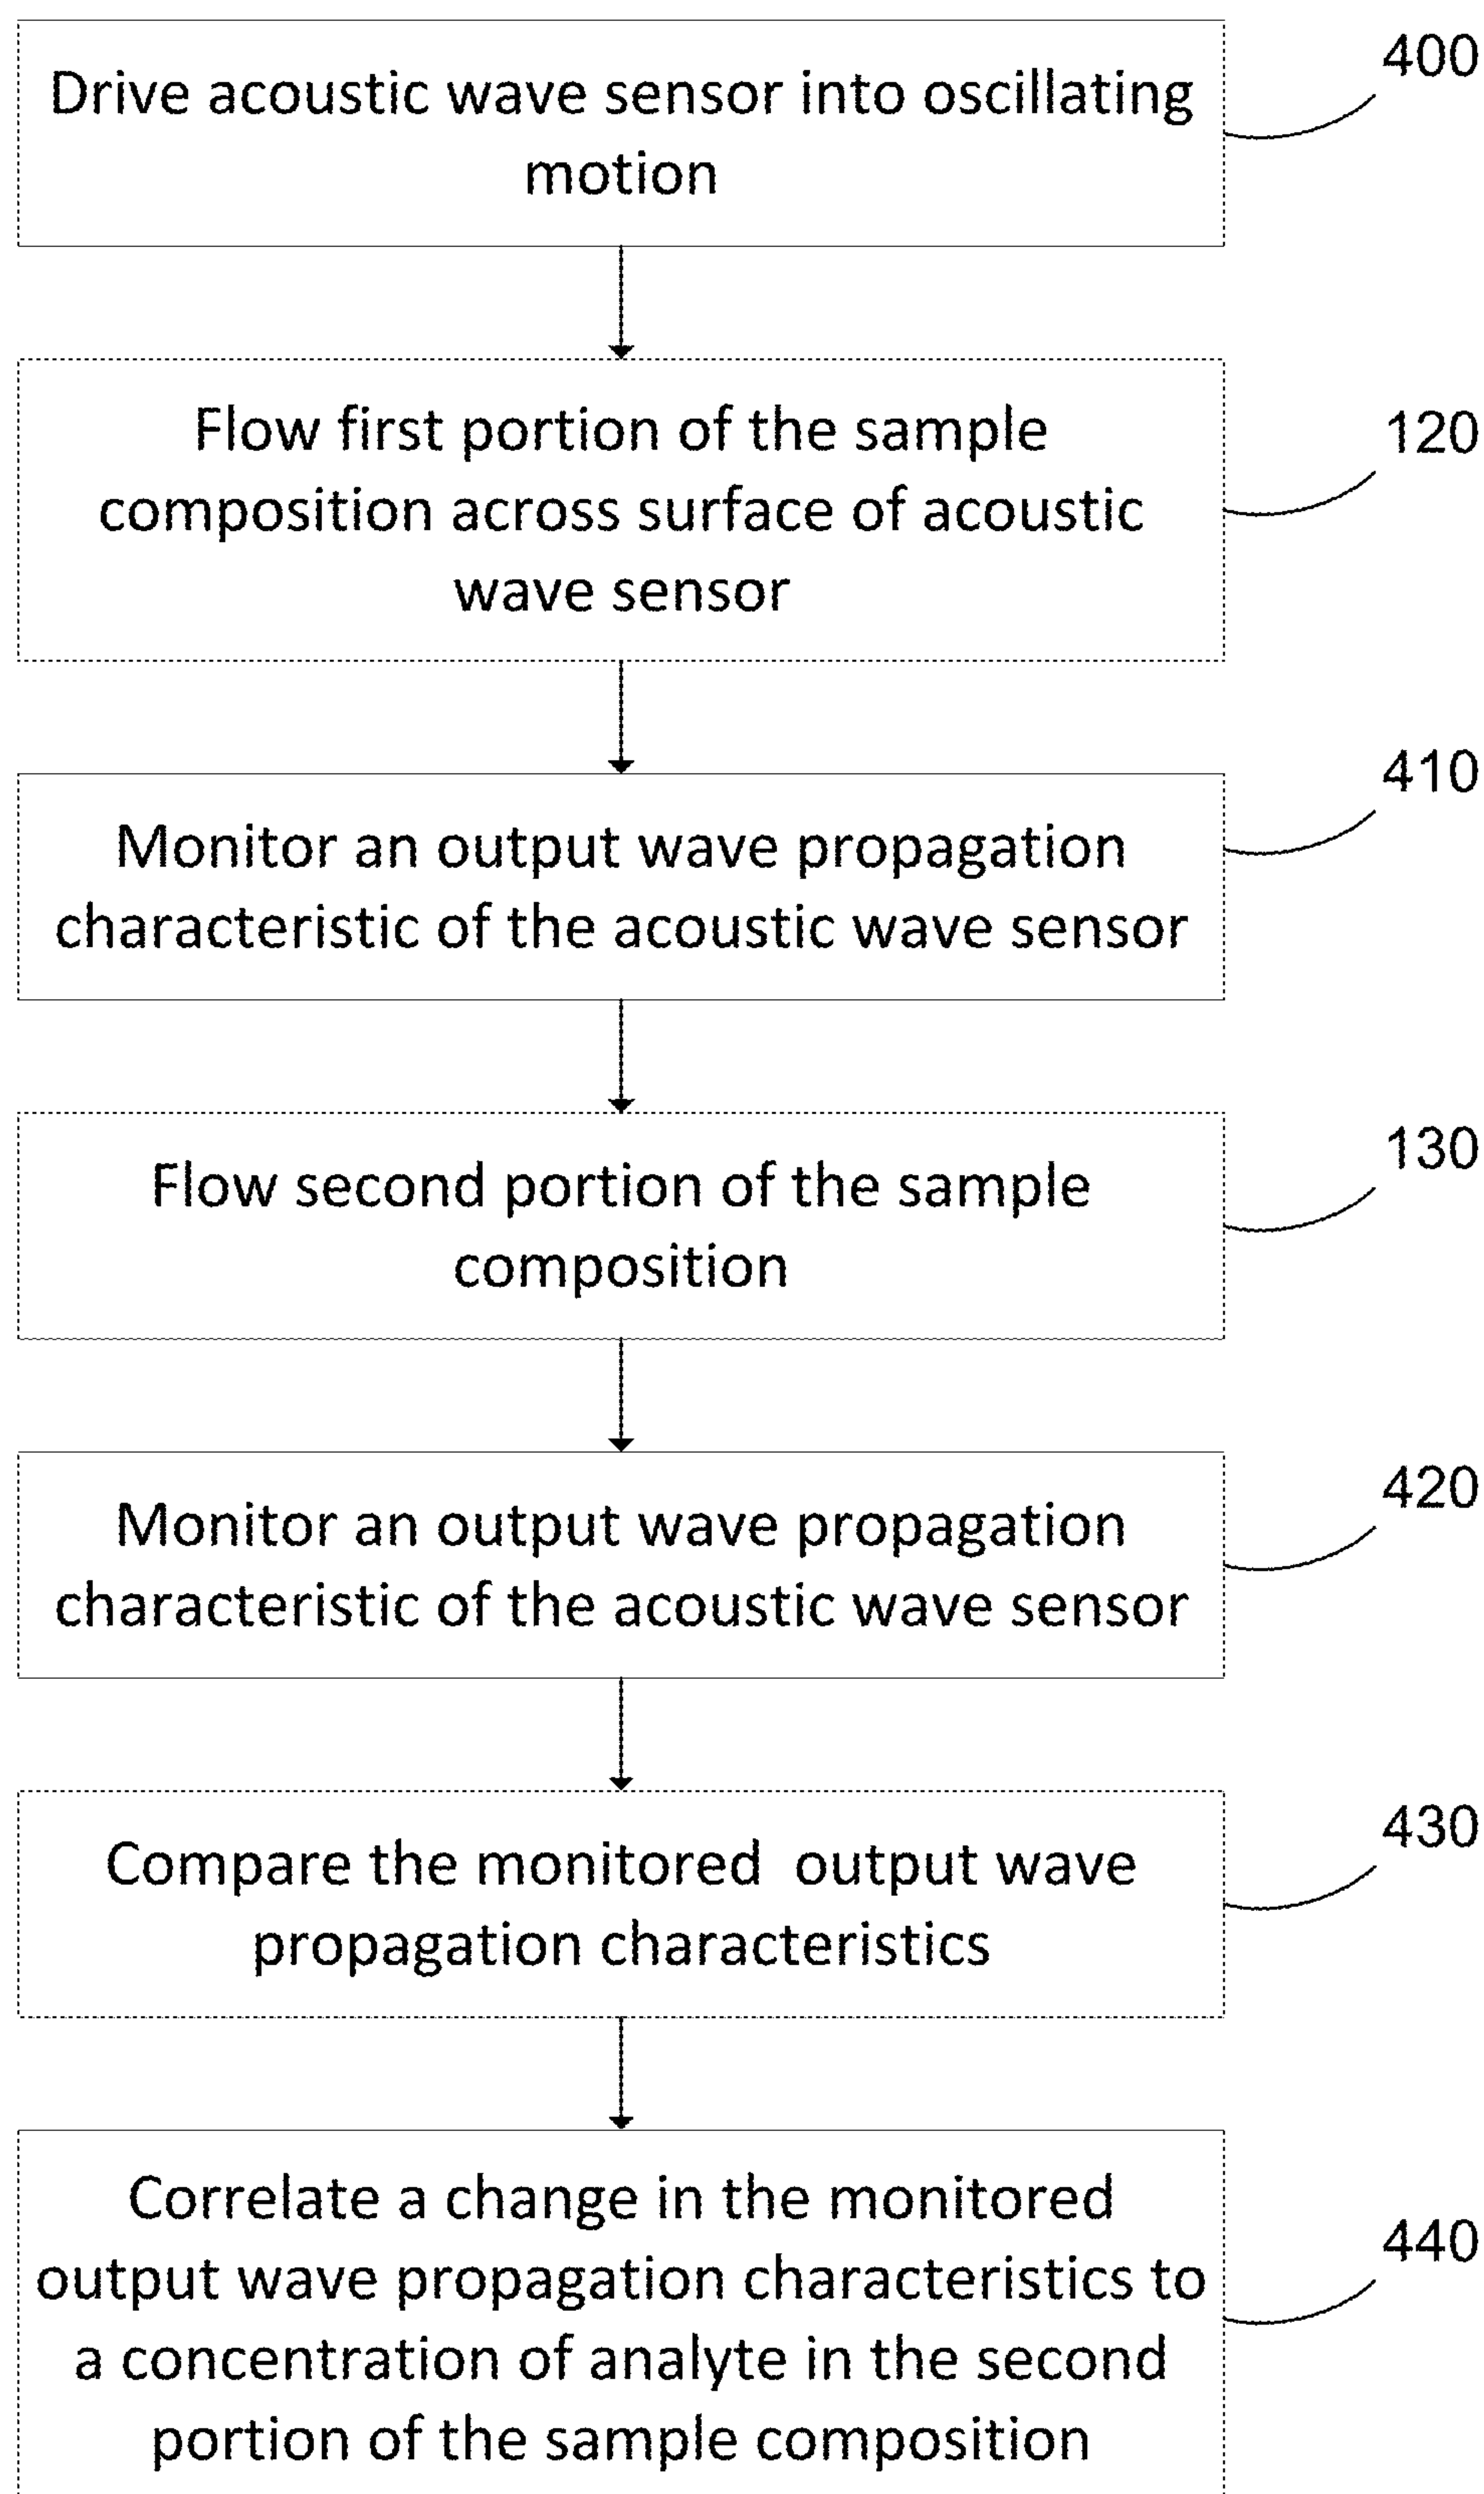 400
Drive acoustic wave sensor into oscillating
motion
120
Flow first portion of the sample
composition across surface of acoustic
wave sensor
410
Monitor an output wave propagation
characteristic of the acoustic wave sensor
130
Flow second portion of the sample
composition
420
Monitor an output wave propagation
characteristic of the acoustic wave sensor
430
Compare the monitored  output wave
propagation characteristics
440
Correlate a change in the monitored
output wave propagation characteristics to
a concentration of analyte in the second
portion of the sample composition